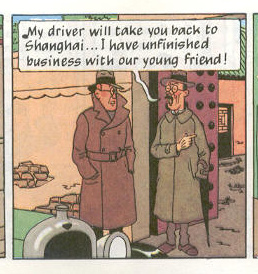 My driver will take you back to
Shanghai... I have unfinished
business with our young friend!